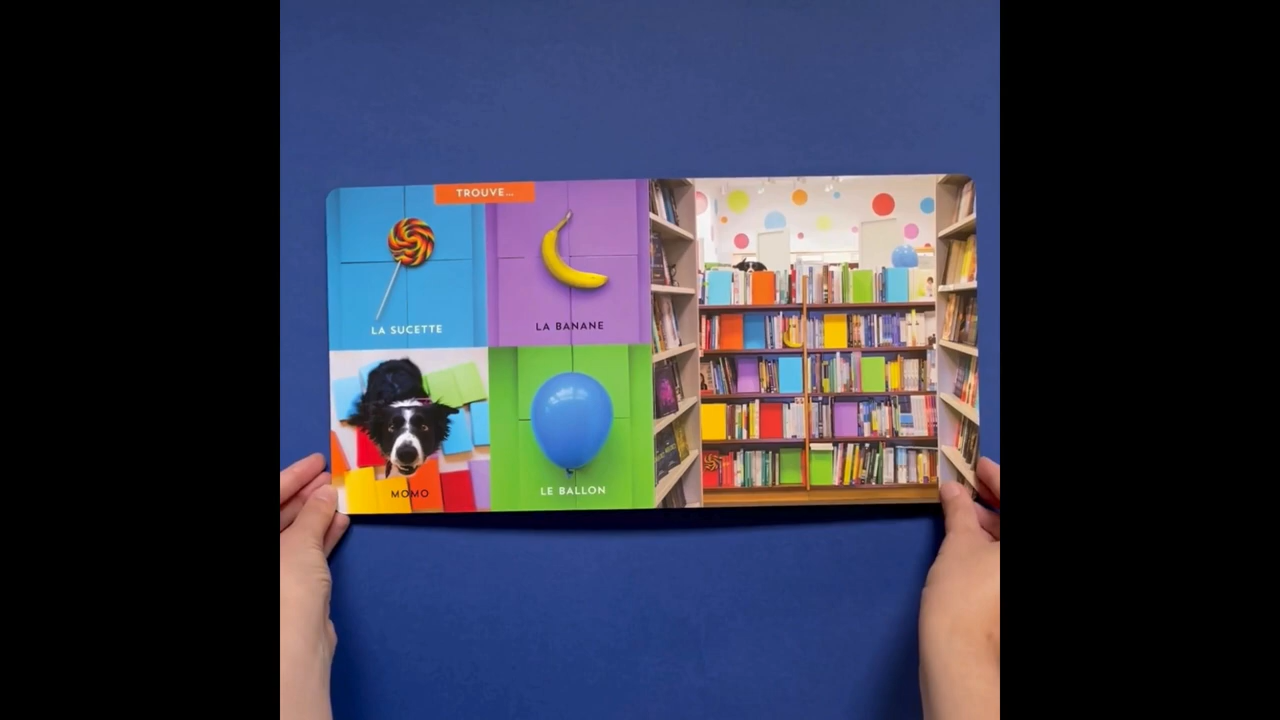 TROUVE...
LA SUCETTE
LA BANANE
MOMO
LE BALLON